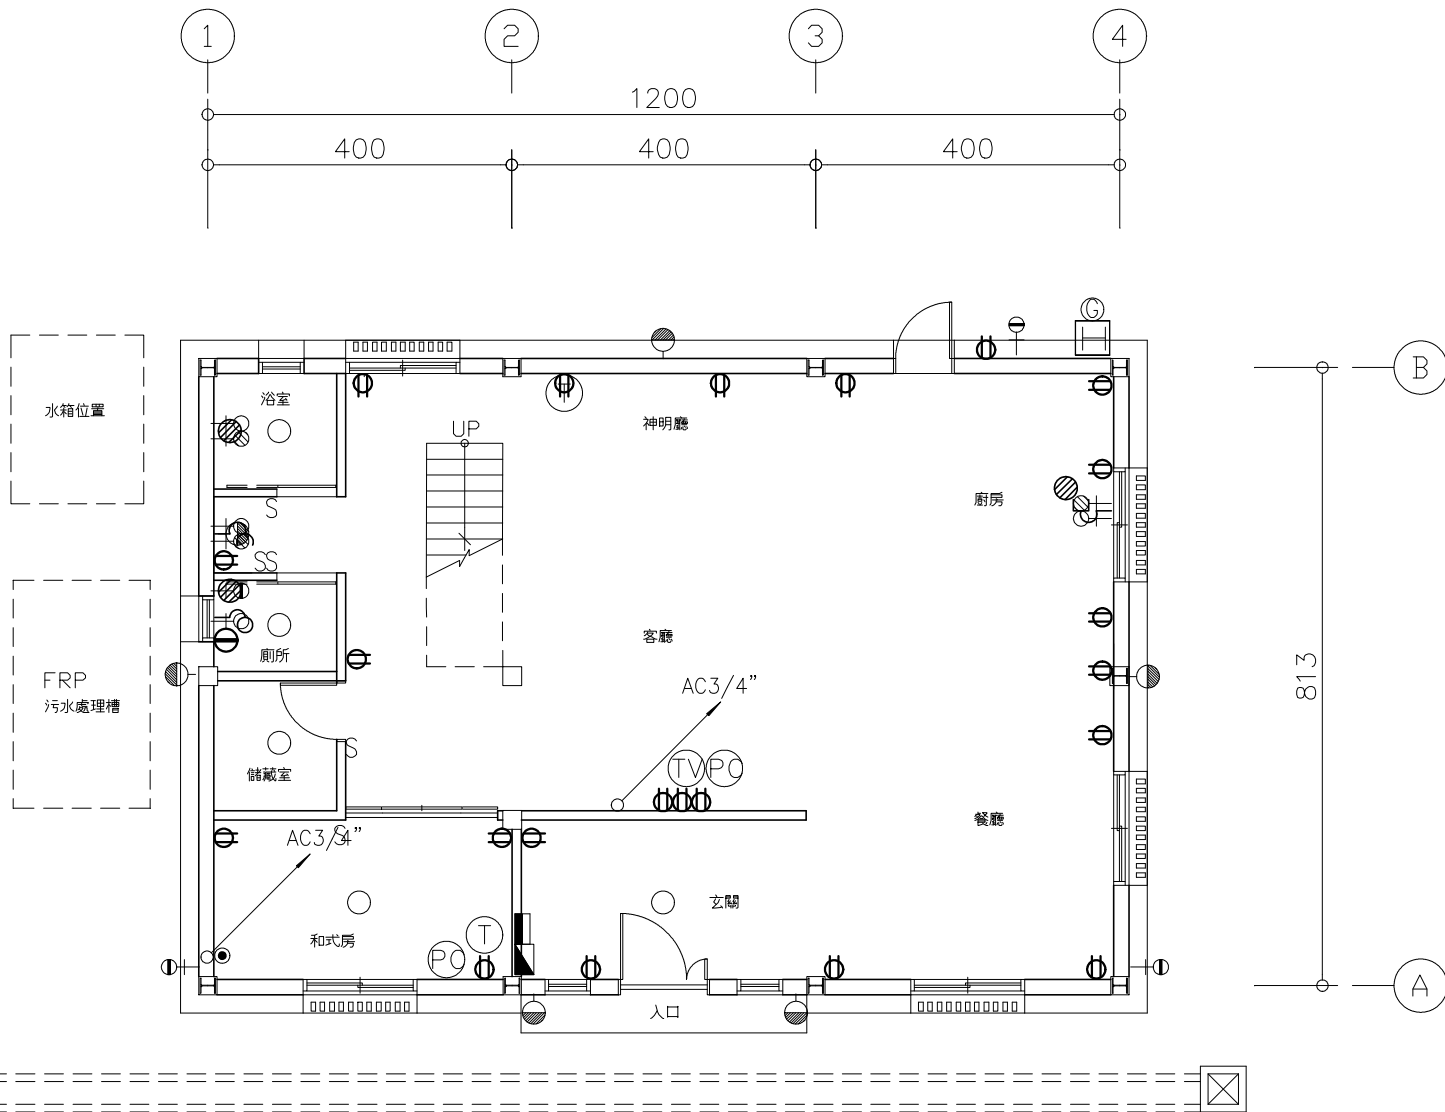 1 2 3 4
1200
400 400 400
G
H
B
浴室
水箱位置
T
神明廳
UP
廚房
S
SS
客廳
廁所
FRP
污水處理槽
813
AC3/4"
S
TV PO
儲藏室
餐廳
S
AC3/4"
玄關
T
和式房
PO
A
入口